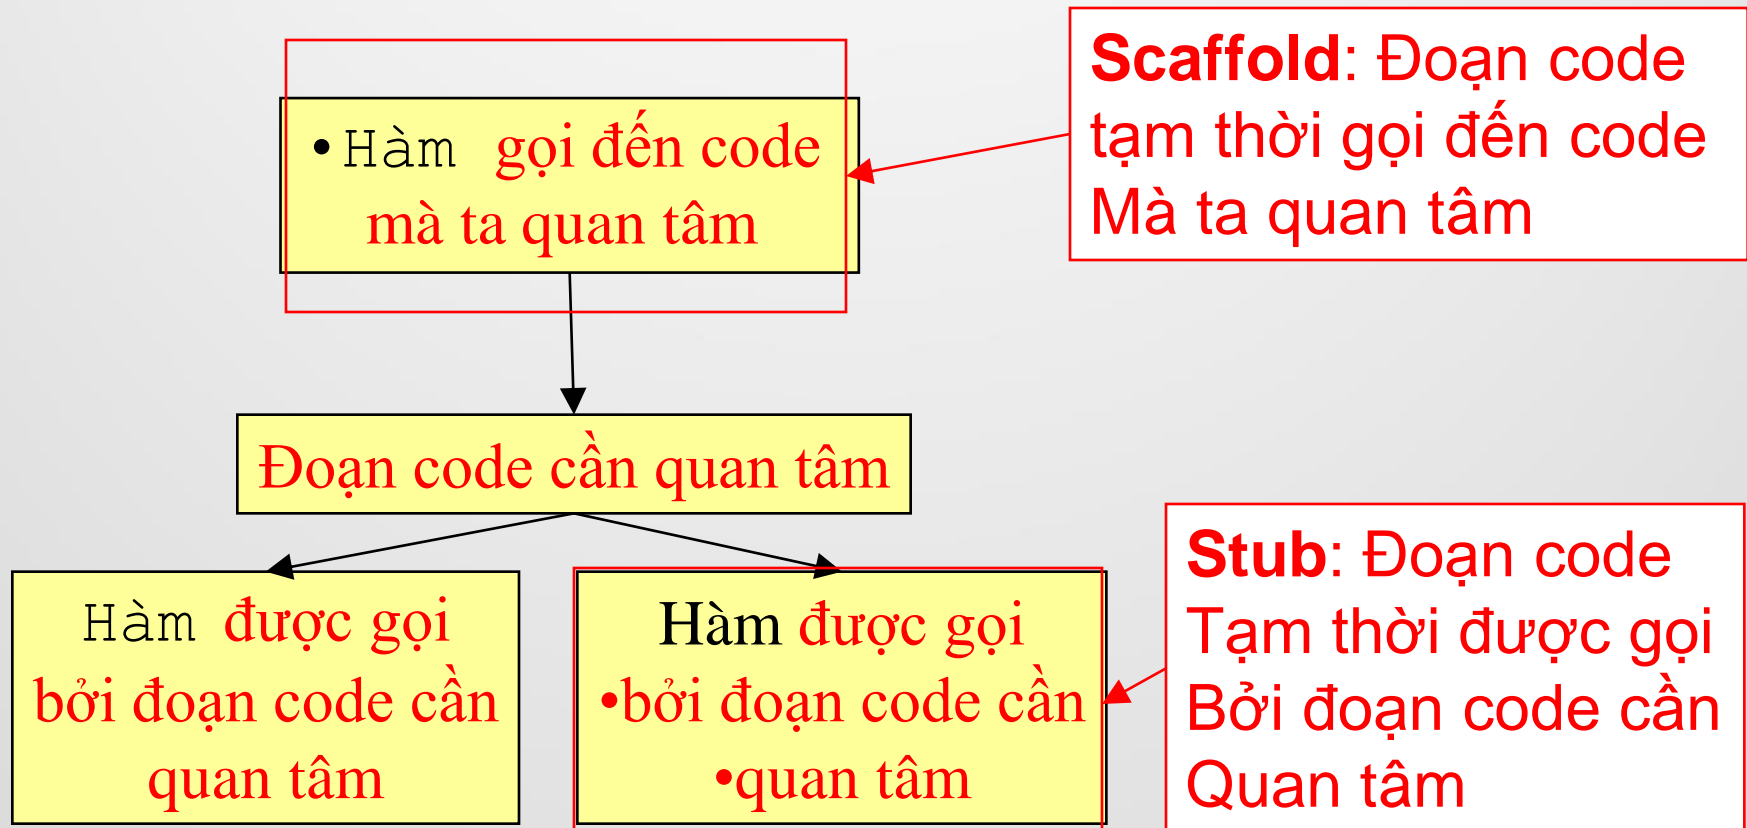 Scaffold: Đoạn code
tạm thời gọi đến code
Mà ta quan tâm
• Hàm gọi đến code
mà ta quan tâm
Đoạn code cần quan tâm
Hàm được gọi
bởi đoạn code cần
quan tâm
Hàm được gọi
•bởi đoạn code cần
•quan tâm
Stub: Đoạn code
Tạm thời được gọi
Bởi đoạn code cần
Quan tâm